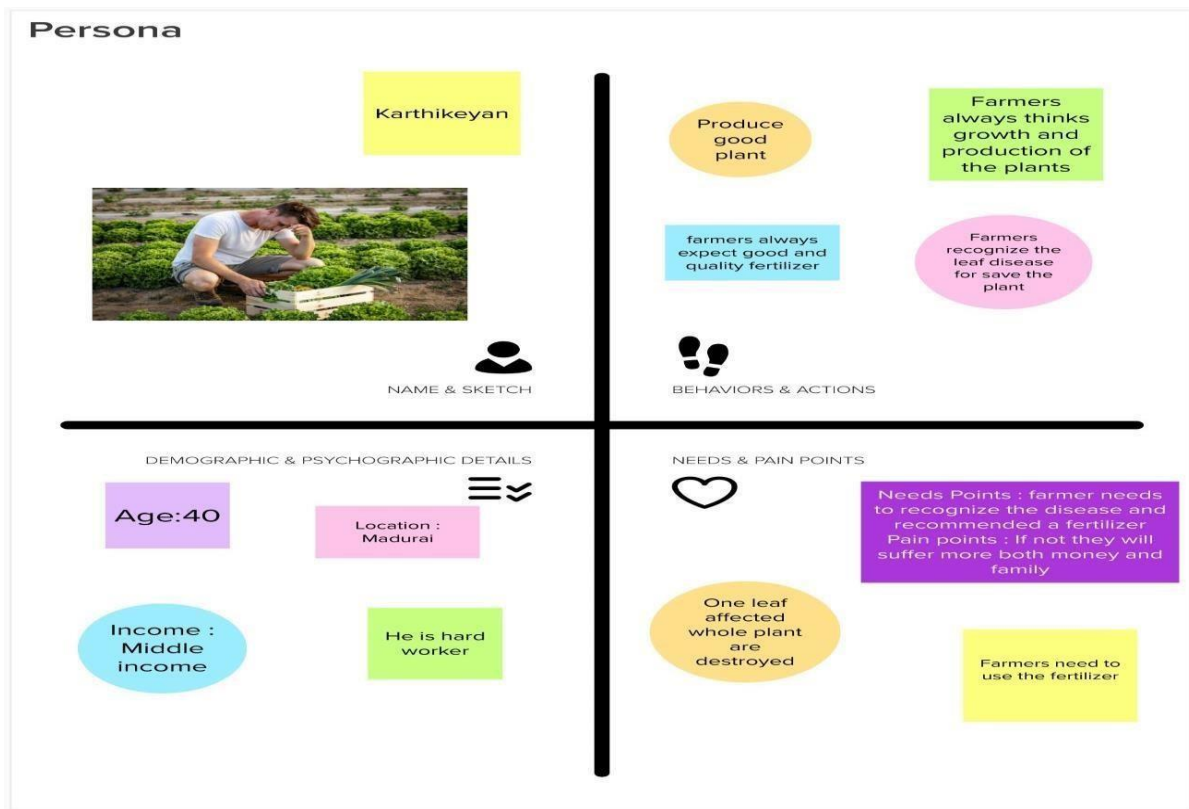 Persona
Karthikeyan
NAME & SKETCH
Produce
good
plant
Farmers
always thinks
growth and
production of
the plants
farmers always
expect good and
quality fertilizer
Farmers
recognize the
leaf disease
for save the
plant
BEHAVIORS & ACTIONS
DEMOGRAPHIC & PSYCHOGRAPHIC DETAILS
Age:40
Location :
Madurai
Income :
Middle
income
He is hard
worker
NEEDS & PAIN POINTS
Needs Points : farmer needs
to recognize the disease and
recommended a fertilizer
Pain points : If not they will
suffer more both money and
family
One leaf
affected
whole plant
are
destroyed
Farmers need to
use the fertilizer